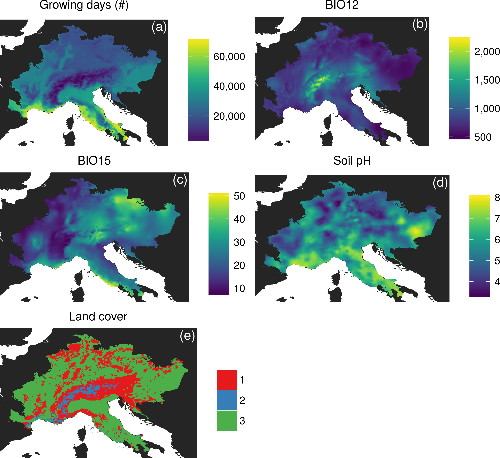 Growing days (#)
(a)
60,000
40,000
20,000
BIO12
(b)
2,000
1,500
1,000
500
BIO15
(c)
50
40
30
20
10
Soil pH
(d)
8
7
6
5
4
Land cover
(e)
1
2
3